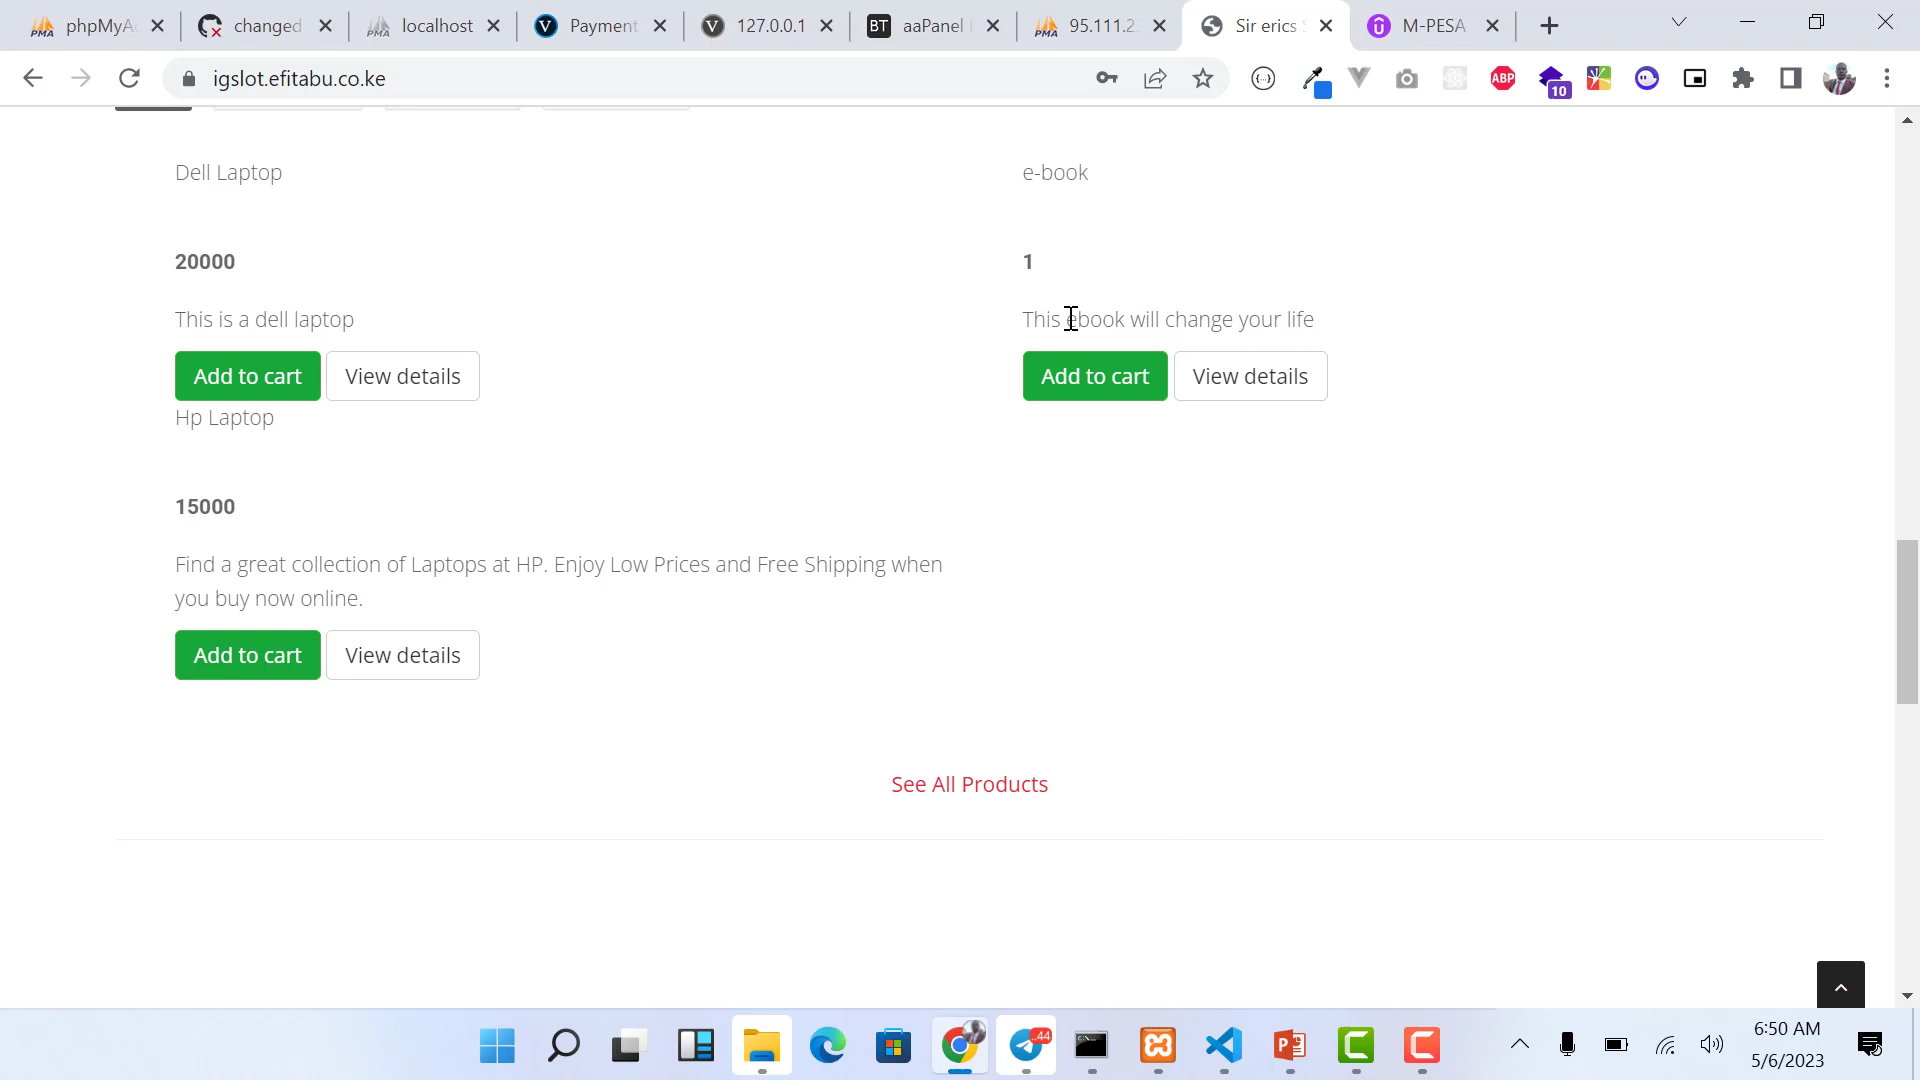 phpMyA
changed
localhost
Payment
127.0.0.1
BT aaPanel
95.111.2
Sir erics S
M-PESA
igslot.efitabu.co.ke
ABP
10
Dell Laptop
20000
This is a dell laptop
Add to cart View details
e-book
1
This ebook will change your life
Add to cart View details
Hp Laptop
15000
Find a great collection of Laptops at HP. Enjoy Low Prices and Free Shipping when
you buy now online.
Add to cart View details
See All Products
44
6:50 AM
5/6/2023